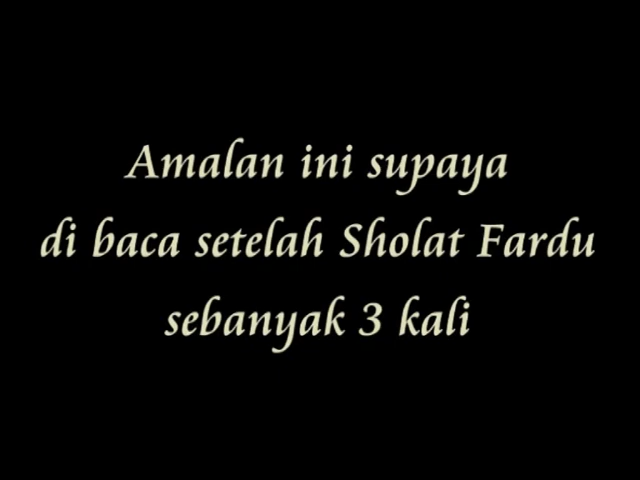 Amalan ini supaya
di baca setelah Sholat Fardu
sebanyak 3 kali